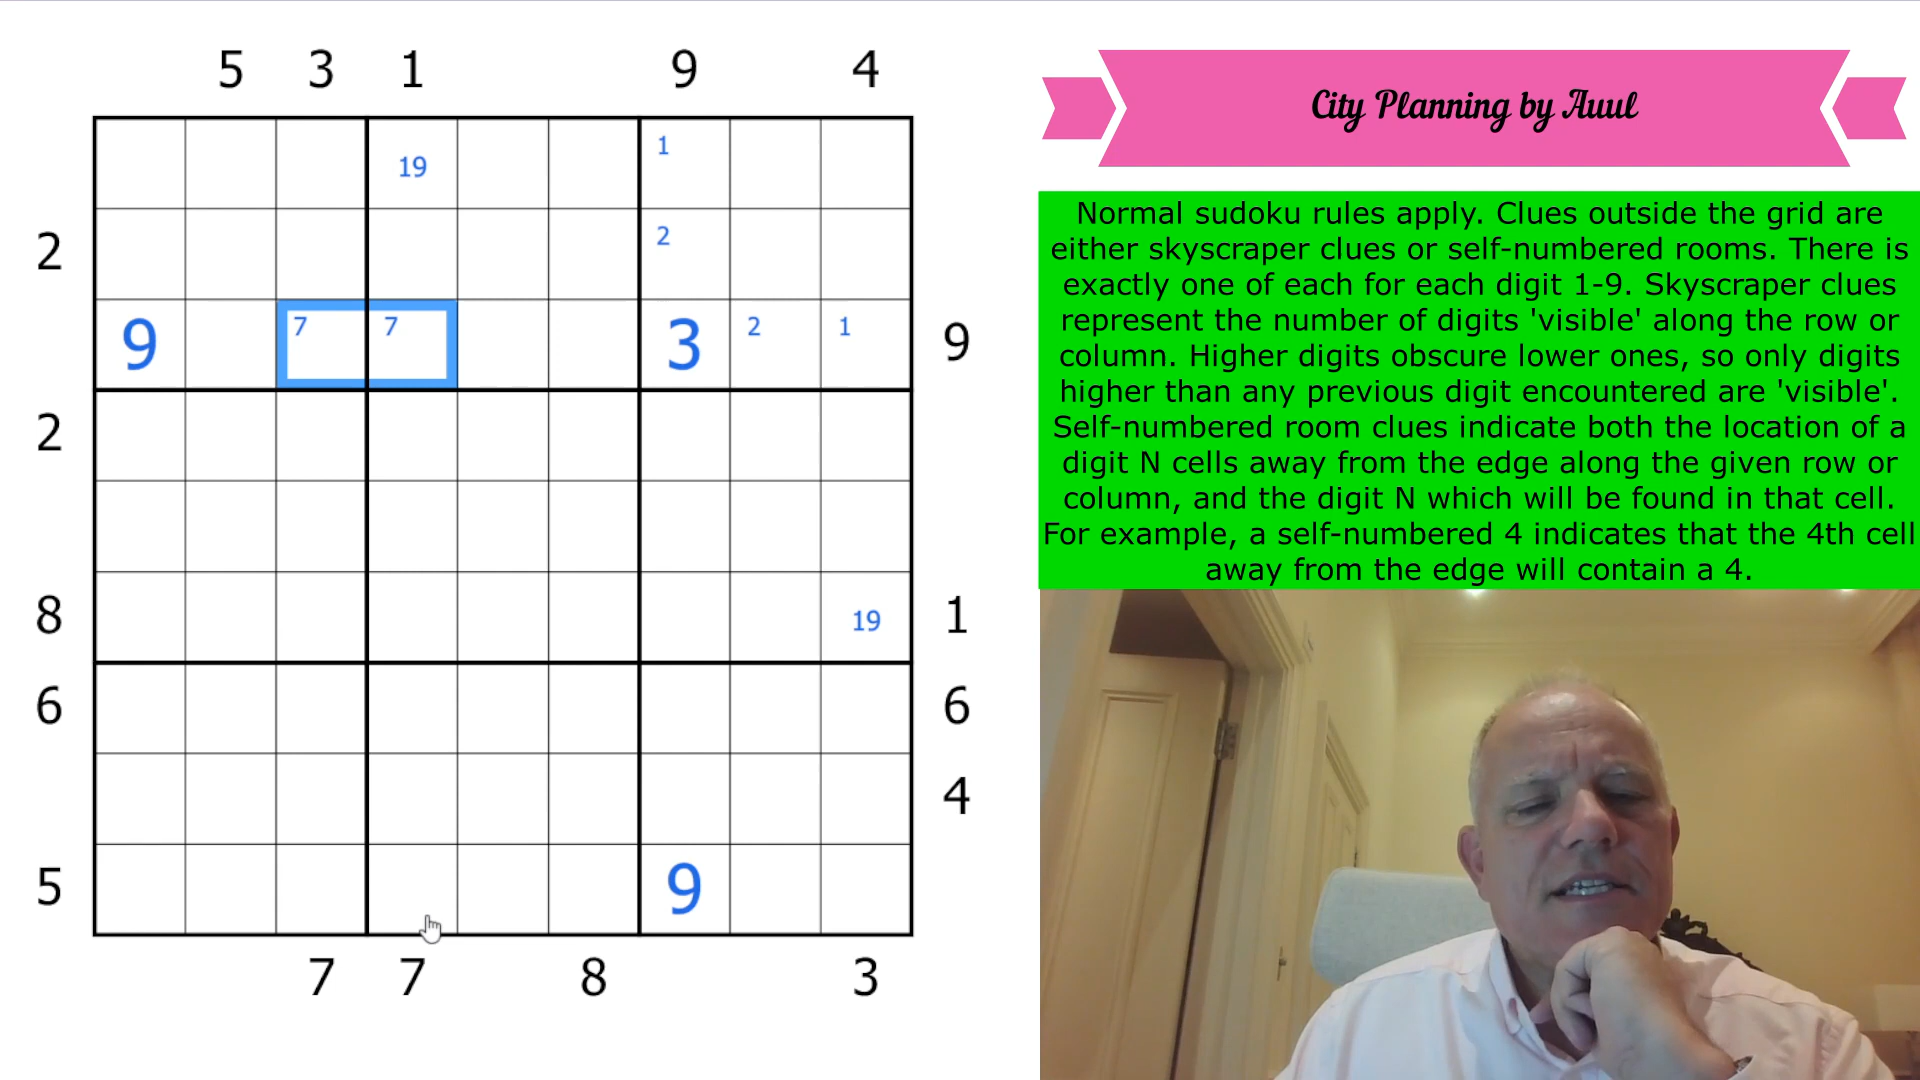 5 3 1 9 4
City Planning by Auul
19 1
2 2
9 7 7 3 2 1 9
2
8 19 1
6 6
4
5 9
7 7 8 3
Normal sudoku rules apply. Clues outside the grid are
either skyscraper clues or self-numbered rooms. There is
exactly one of each for each digit 1-9. Skyscraper clues
represent the number of digits 'visible' along the row or
column. Higher digits obscure lower ones, so only digits
higher than any previous digit encountered are 'visible'.
Self-numbered room clues indicate both the location of a
digit N cells away from the edge along the given row or
column, and the digit N which will be found in that cell.
For example, a self-numbered 4 indicates that the 4th cell
away from the edge will contain a 4.